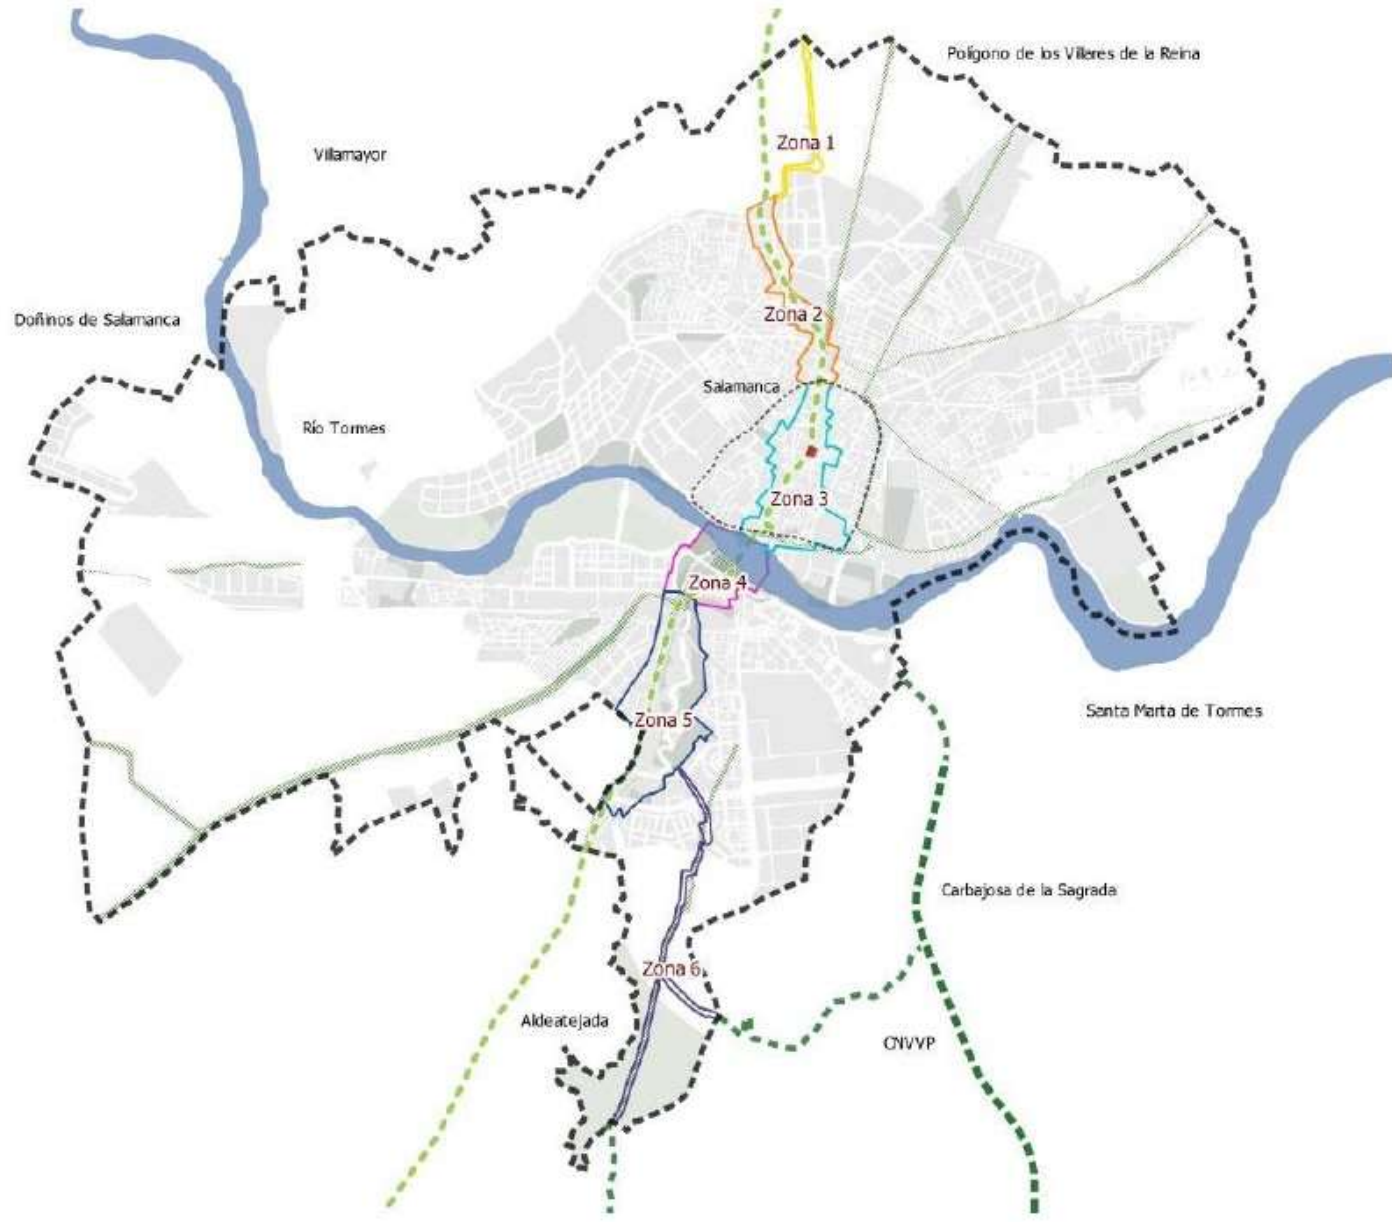 Polígono de los Villares de la Reina
Zona 1
Villamayor
Zona 2
Doñinos de Salamanca
Salamanca
Río Tormes
Zona 3
Zona 4
Santa Marta de Tormes
Zona 5
Carbajosa de la Sagrada
Zona 6
Aldeatejada
CNVVP